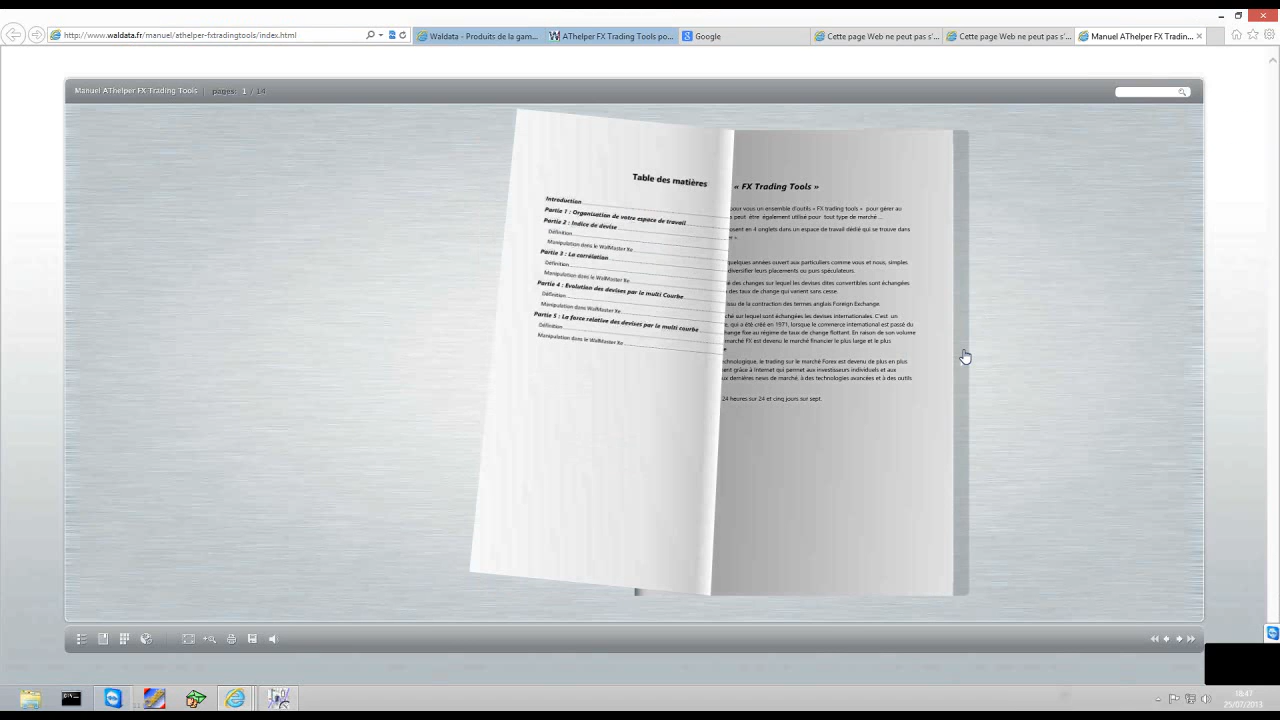 http://www.waldata.fr/manuel/athelper-fxtradingtools/index.html
Waldata - Produits de la gam...
AThelper FX Trading Tools po...
Google
Cette page Web ne peut pas s'...
Cette page Web ne peut pas s'...
Manuel AThelper FX Tradin...
Manuel AThelper FX Trading Tools
pages: 1 / 14
Table des matières
Introduction
Partie 1 : Organisation de votre espace de travail
Partie 2 : Indice de devise
Définition
Manipulation dans le WalMaster Xe
Partie 3 : La corrélation
Définition
Manipulation dans le WalMaster Xe
Partie 4 : Evolution des devises par le multi Courbe
Définition
Manipulation dans WalMaster Xe
Partie 5 : La force relative des devises par le multi courbe
Définition
Manipulation dans le WalMaster Xe
« FX Trading Tools »
pour vous un ensemble d'outils « FX trading tools » pour gérer au
peut être également utilisé pour tout type de marché ...
osent en 4 onglets dans un espace de travail dédié qui se trouve dans
er ».
quelques années ouvert aux particuliers comme vous et nous, simples
diversifier leurs placements ou purs spéculateurs.
é des changes sur lequel les devises dites convertibles sont échangées
des taux de change qui varient sans cesse.
issu de la contraction des termes anglais Foreign Exchange.
ché sur lequel sont échangées les devises internationales. C'est un
, qui a été créé en 1971, lorsque le commerce international est passé du
change fixe au régime de taux de change flottant. En raison de son volume
marché FX est devenu le marché financier le plus large et le plus
e
chnologique, le trading sur le marché Forex est devenu de plus en plus
ent grâce à Internet qui permet aux investisseurs individuels et aux
ux dernières news de marché, à des technologies avancées et à des outils
24 heures sur 24 et cinq jours sur sept.
18:47
25/07/2013